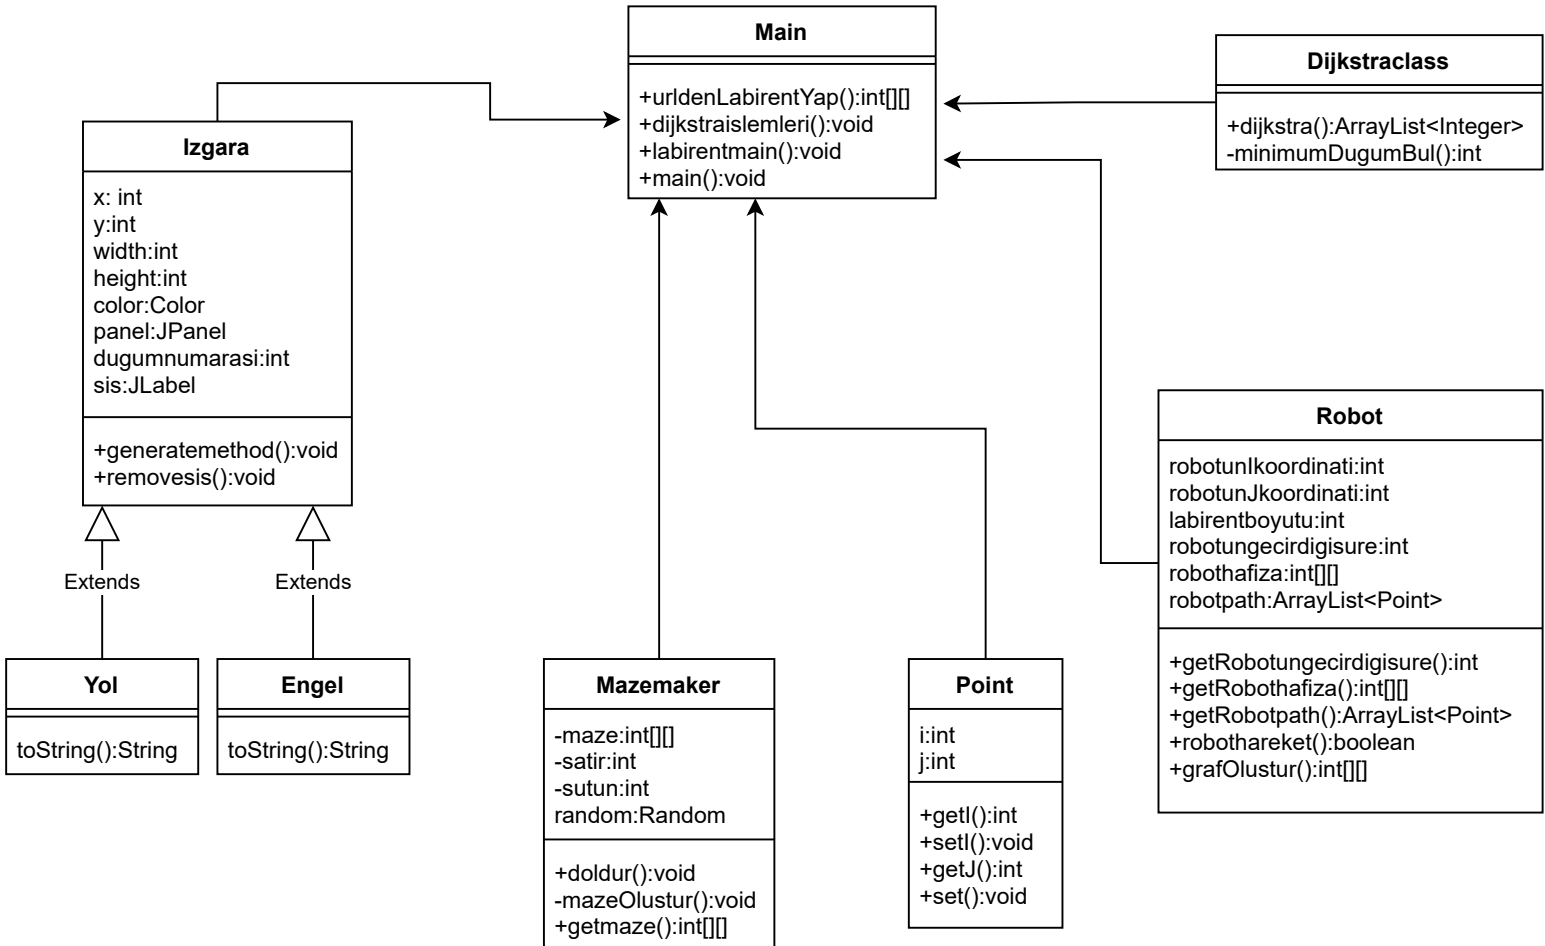 Main
+urldenLabirentYap():int[][]
+dijkstraislemleri():void
+labirentmain():void
+main():void
Dijkstraclass
+dijkstra():ArrayList<Integer>
-minimumDugumBul():int
Izgara
x: int
y:int
width:int
height:int
color:Color
panel:JPanel
dugumnumarasi:int
sis:JLabel
+generatemethod():void
+removesis():void
Extends
Extends
Yol
toString():String
Engel
toString():String
Mazemaker
-maze:int[][]
-satir:int
-sutun:int
random:Random
+doldur():void
-mazeOlustur():void
+getmaze():int[][]
Point
i:int
j:int
+getI():int
+setI():void
+getJ():int
+set():void
Robot
robotunIkoordinati:int
robotunJkoordinati:int
labirentboyutu:int
robotungecirdigisure:int
robothafiza:int[][]
robotpath:ArrayList<Point>
+getRobotungecirdigisure():int
+getRobothafiza():int[][]
+getRobotpath():ArrayList<Point>
+robothareket():boolean
+grafOlustur():int[][]